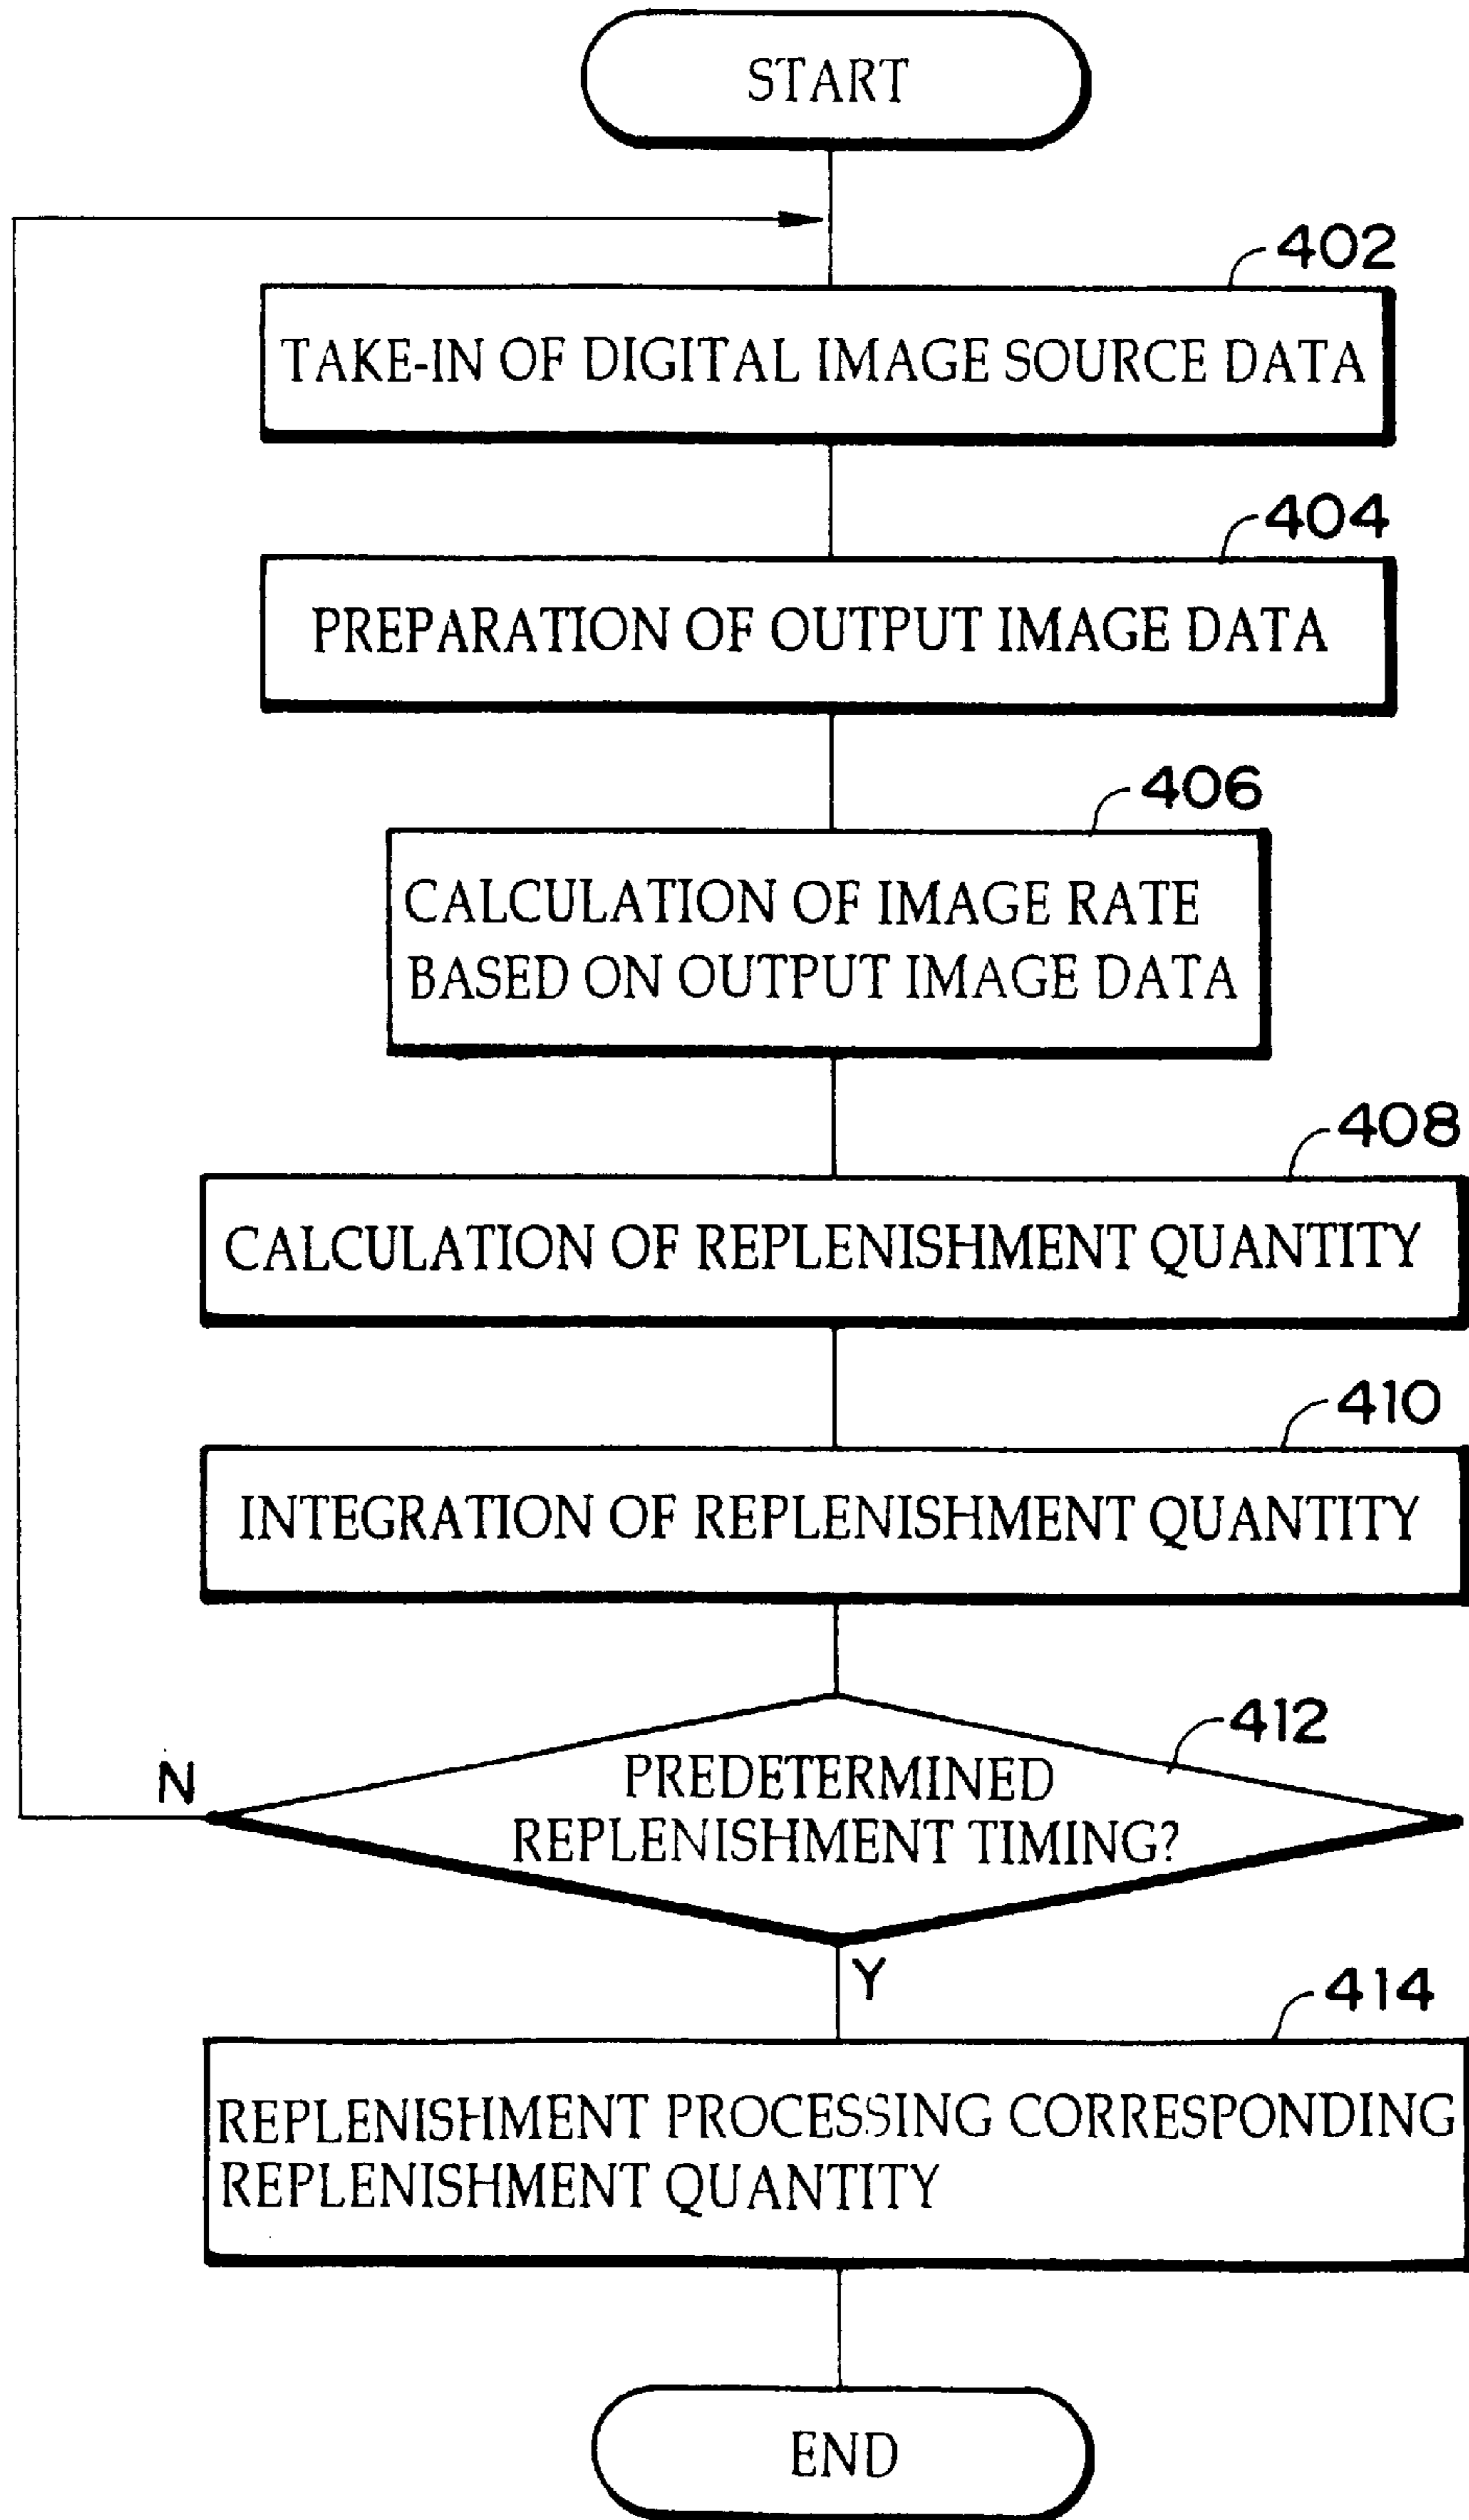 START
402
TAKE-IN OF DIGITAL IMAGE SOURCE DATA
404
PREPARATION OF OUTPUT IMAGE DATA
406
CALCULATION OF IMAGE RATE
BASED ON OUTPUT IMAGE DATA
408
CALCULATION OF REPLENISHMENT QUANTITY
410
INTEGRATION OF REPLENISHMENT QUANTITY
412
N
PREDETERMINED
REPLENISHMENT TIMING?
Y
414
REPLENISHMENT PROCESSING CORRESPONDING
REPLENISHMENT QUANTITY
END